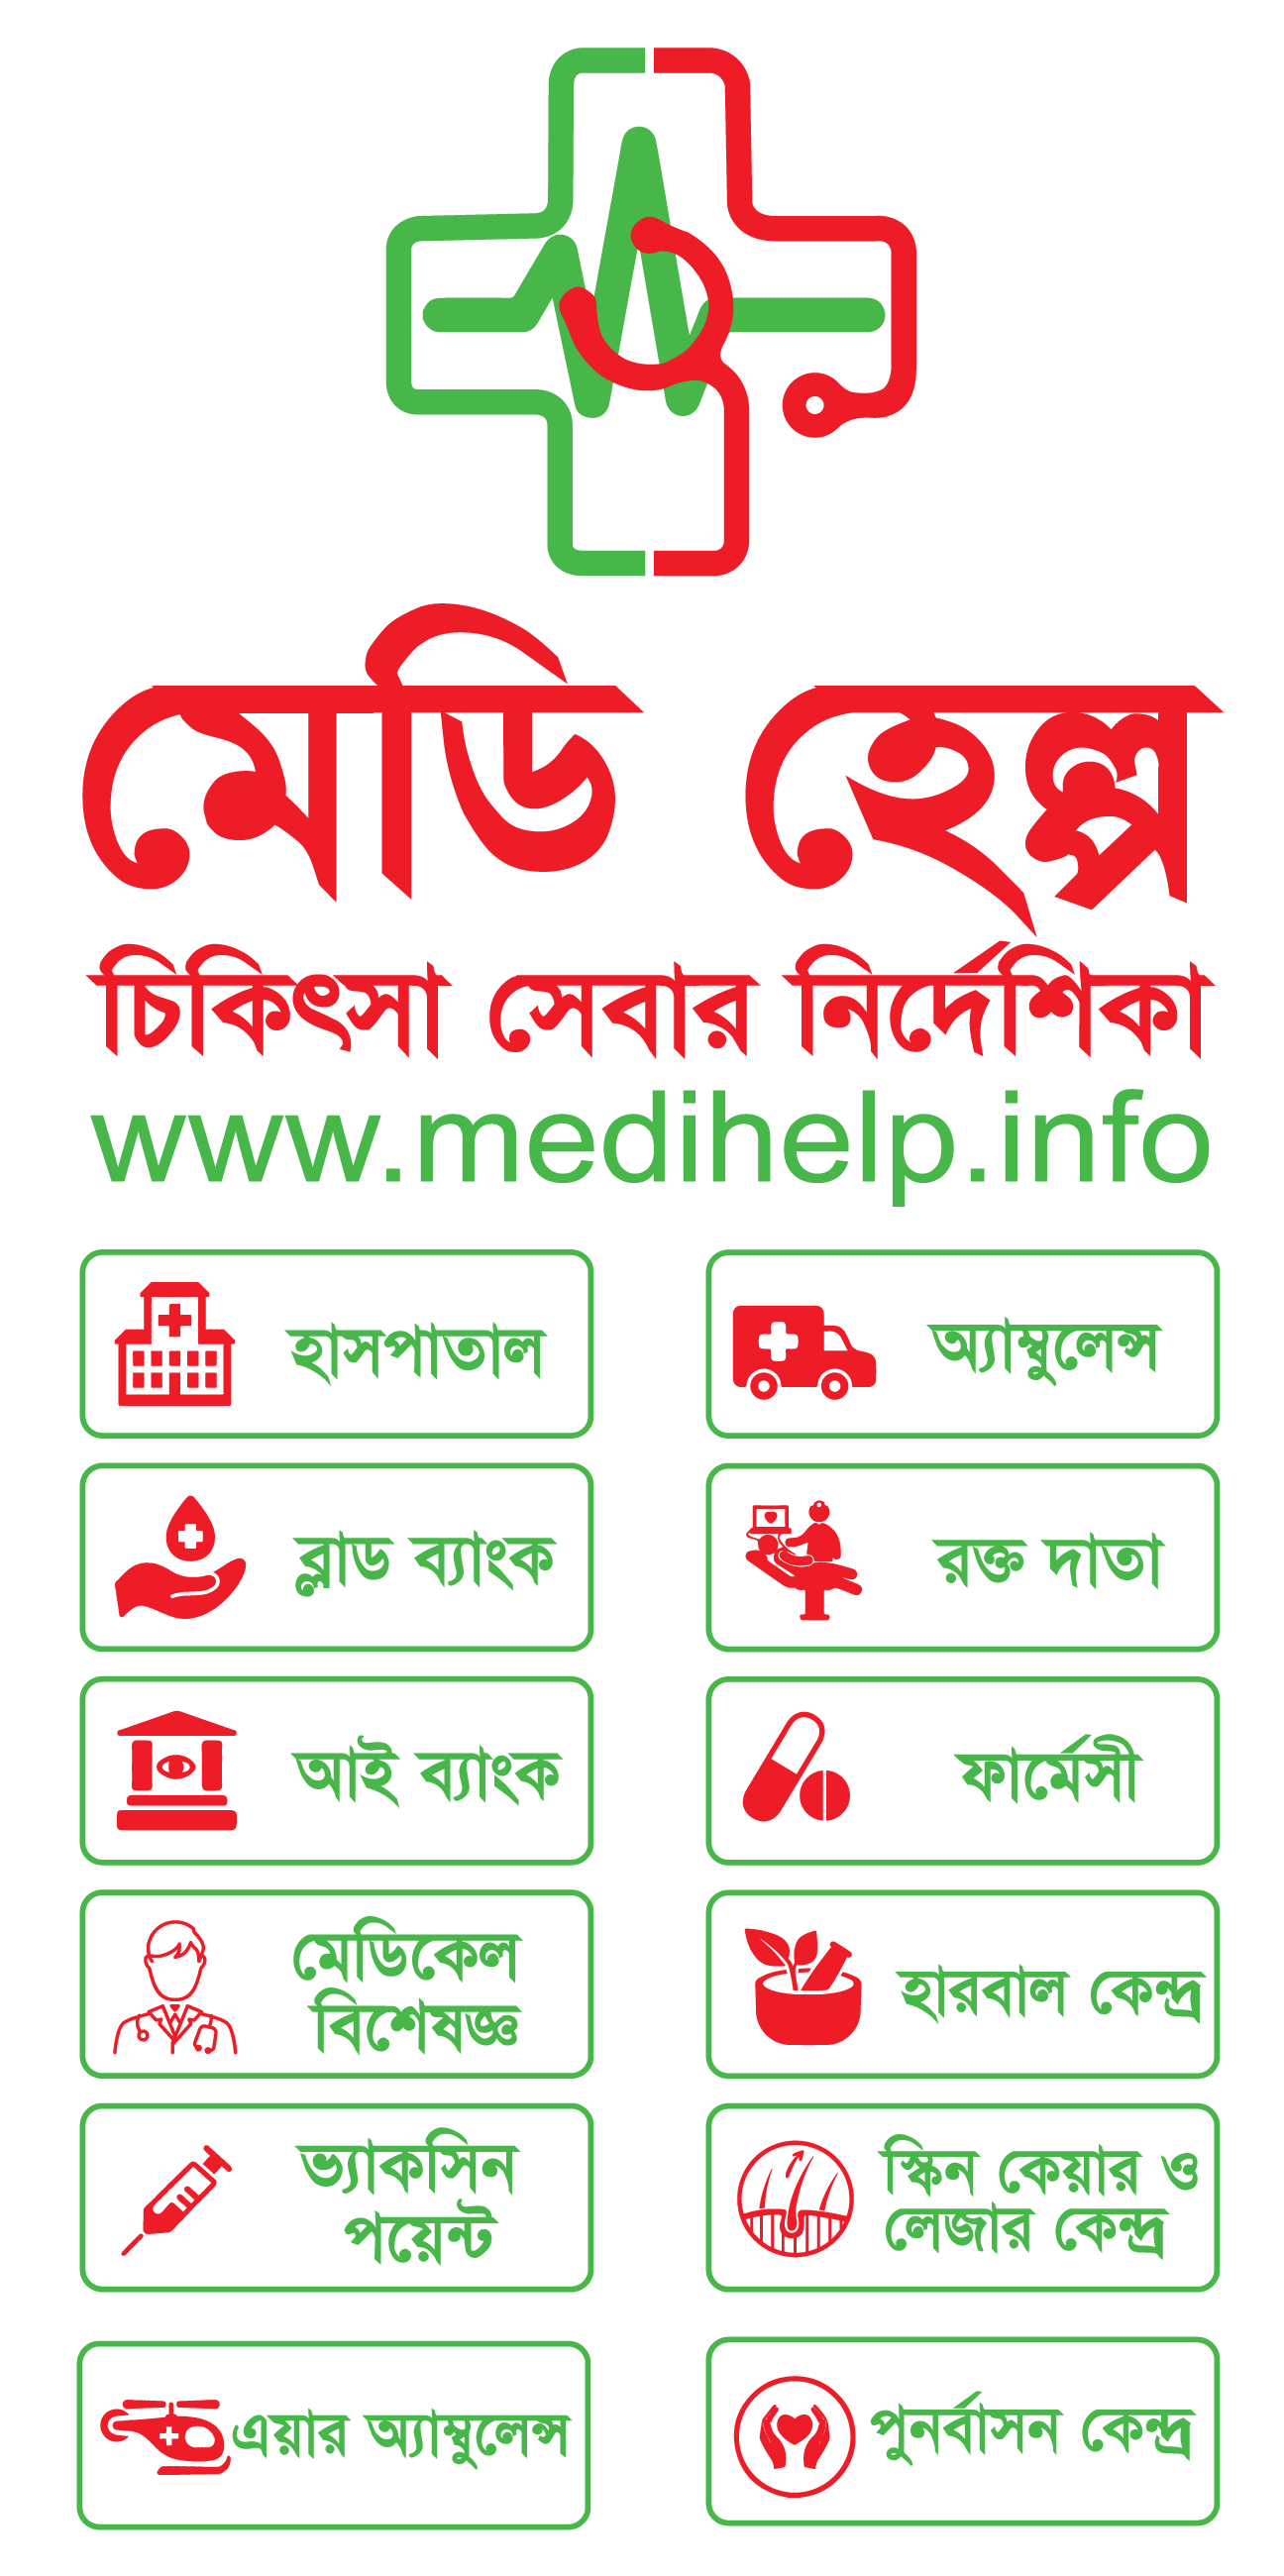 মেডি হেল্প
চিকিৎসা সেবার নির্দেশিকা
www.medihelp.info
হাসপাতাল
অ্যাম্বুলেন্স
ব্লাড ব্যাংক
রক্ত দাতা
আই ব্যাংক
ফার্মেসী
মেডিকেল
বিশেষজ্ঞ
হারবাল কেন্দ্র
ভ্যাকসিন
পয়েন্ট
স্কিন কেয়ার ও
লেজার কেন্দ্র
এয়ার অ্যাম্বুলেন্স
পুনর্বাসন কেন্দ্র